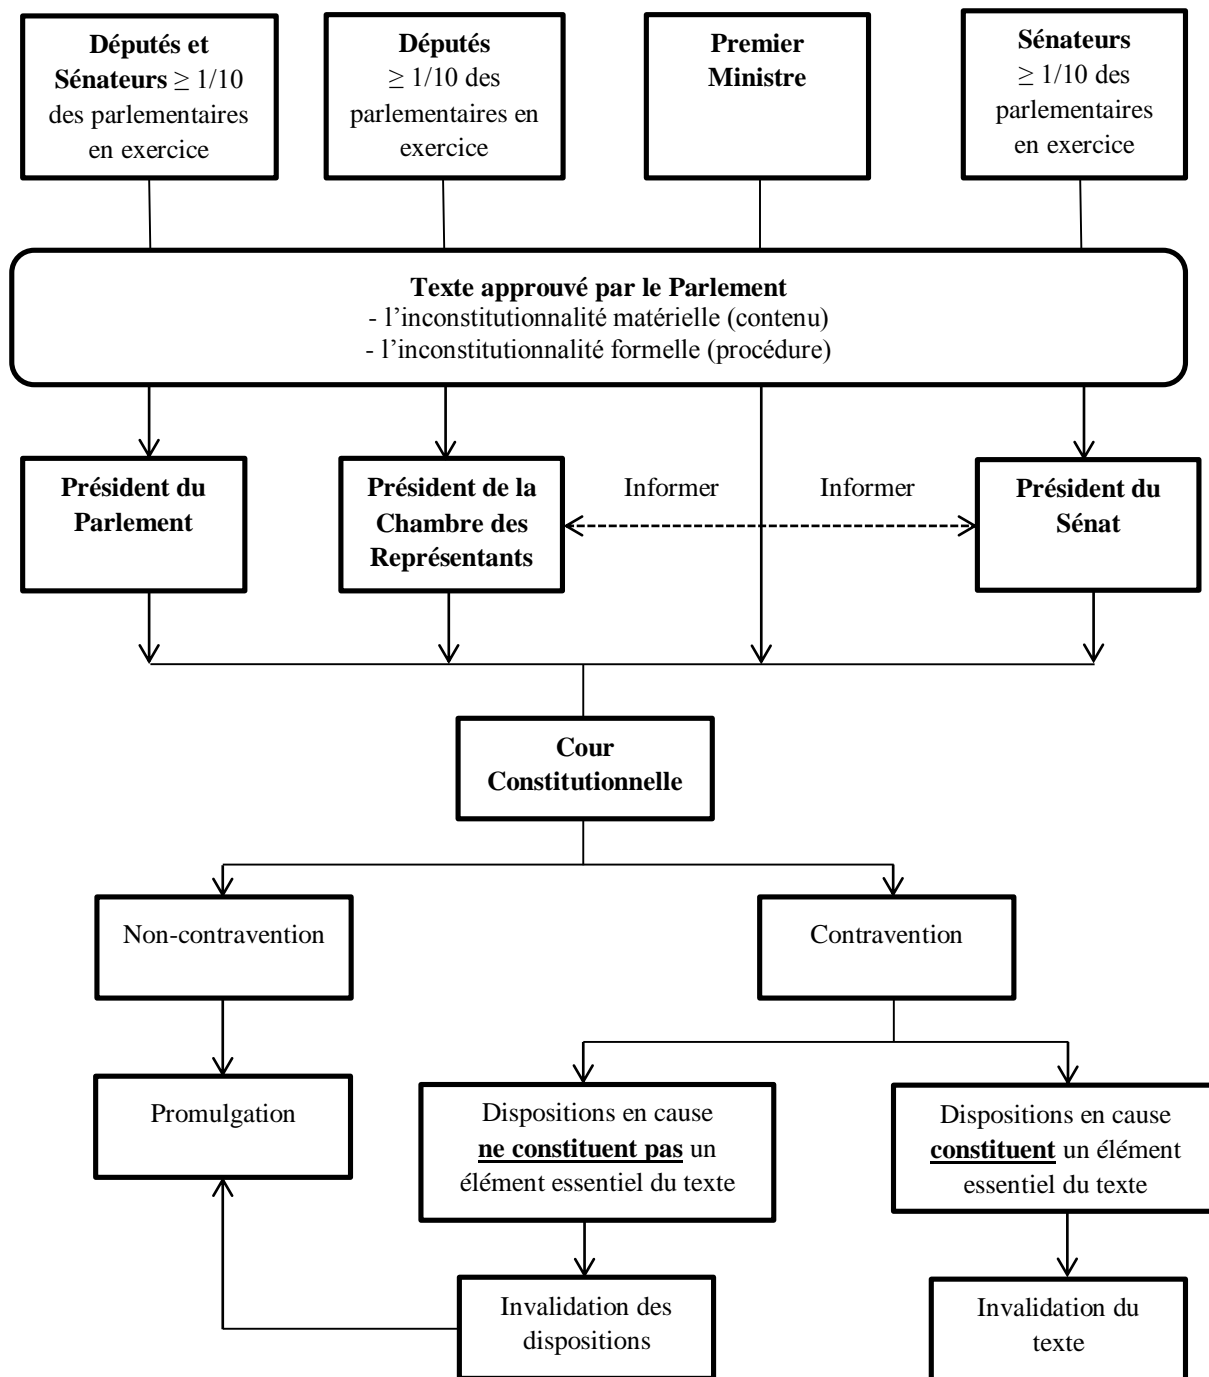 Députés et
Sénateurs ≥ 1/10
des parlementaires
en exercice
Députés
≥ 1/10 des
parlementaires en
exercice
Premier
Ministre
Sénateurs
≥ 1/10 des
parlementaires
en exercice
Texte approuvé par le Parlement
- l’inconstitutionnalité matérielle (contenu)
- l’inconstitutionnalité formelle (procédure)
Président du
Parlement
Président de la
Chambre des
Représentants
Informer
Informer
Président du
Sénat
Cour
Constitutionnelle
Non-contravention
Contravention
Promulgation
Dispositions en cause
ne constituent pas un
élément essentiel du texte
Dispositions en cause
constituent un élément
essentiel du texte
Invalidation des
dispositions
Invalidation du
texte